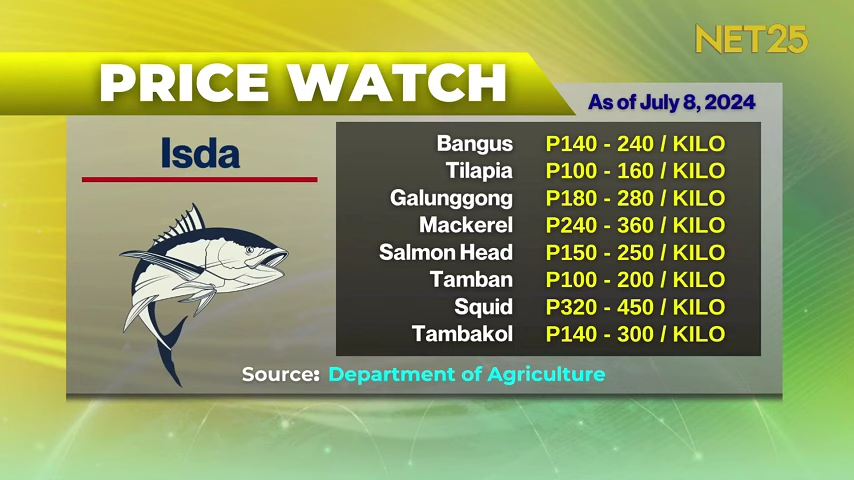 NET25
PRICE WATCH
As of July 8, 2024
Isda
Bangus P140 - 240 / KILO
Tilapia P100 - 160 / KILO
Galunggong P180 - 280 / KILO
Mackerel P240 - 360 / KILO
Salmon Head P150 - 250 / KILO
Tamban P100 - 200 / KILO
Squid P320 - 450 / KILO
Tambakol P140 - 300 / KILO
Source: Department of Agriculture